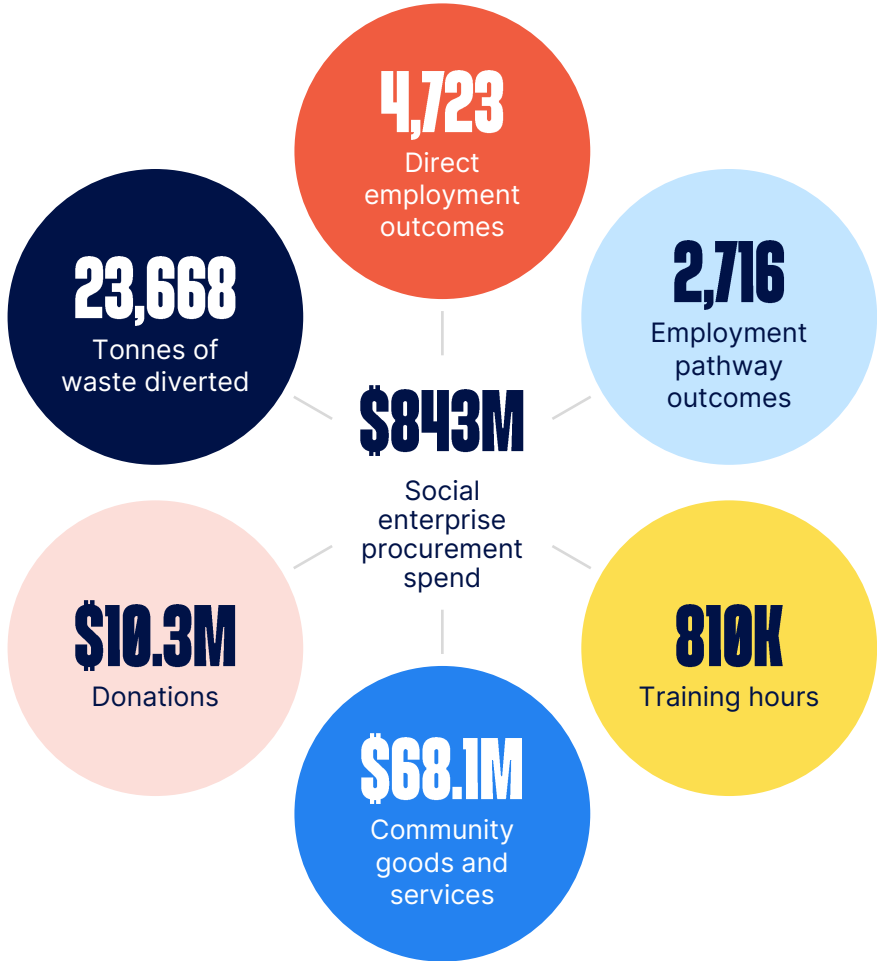 4,723
Direct
employment
outcomes
23,668
Tonnes of
waste diverted
2,716
Employment
pathway
outcomes
$843M
Social
enterprise
procurement
spend
$10.3M
Donations
810K
Training hours
$68.1M
Community
goods and
services